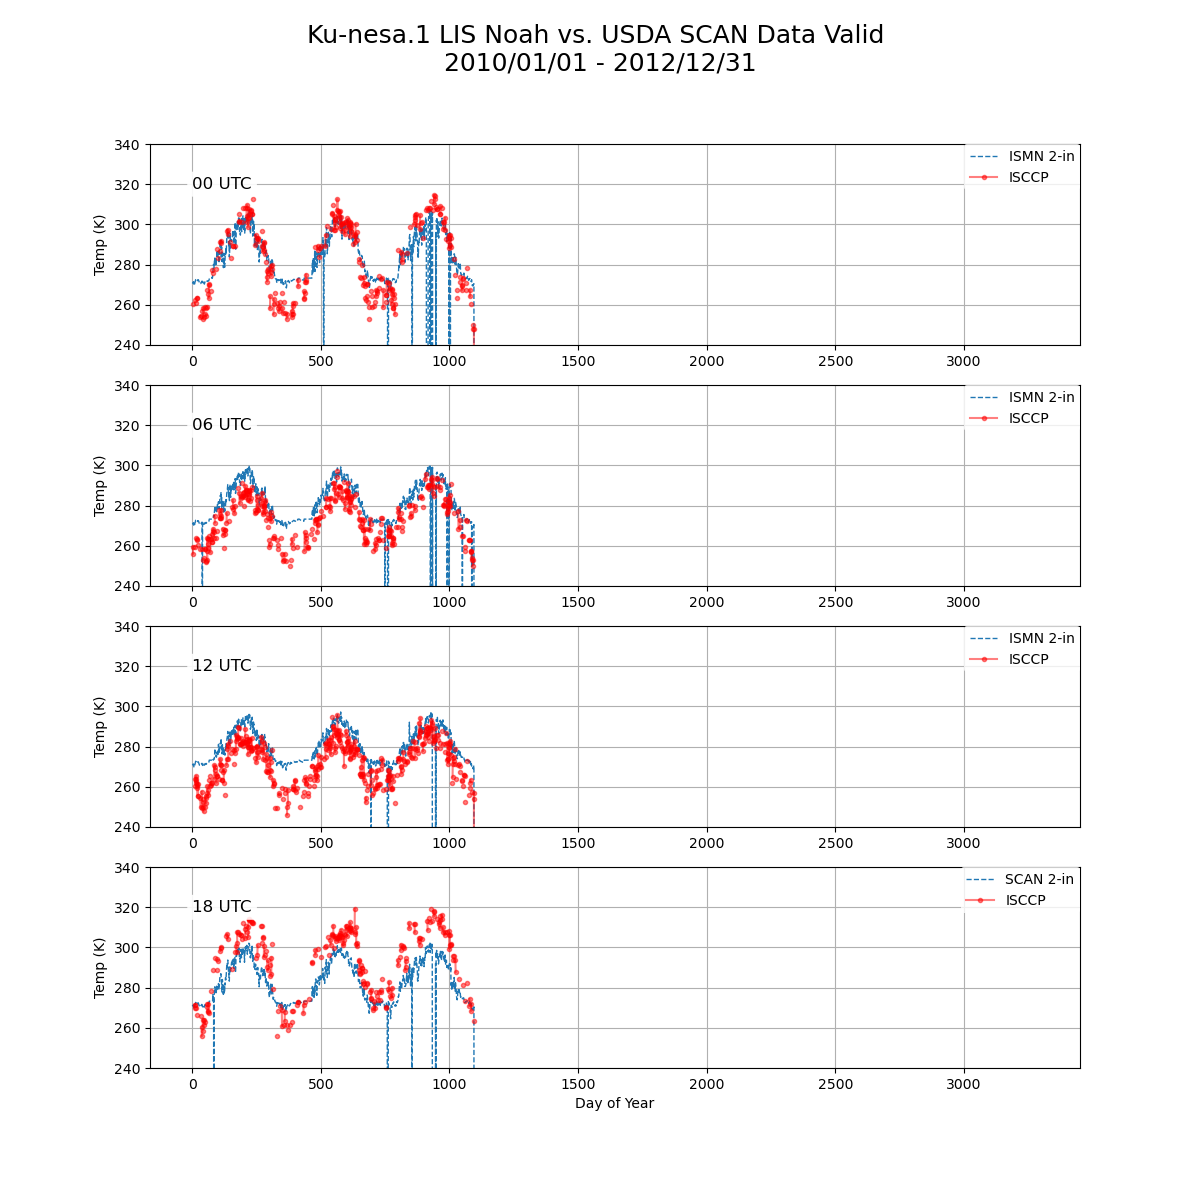 Ku-nesa.1 LIS Noah vs. USDA SCAN Data Valid
2010/01/01 - 2012/12/31
340
320
300
280
260
240
Temp (K)
00 UTC
ISMN 2-in
ISCCP
0 500 1000 1500 2000 2500 3000
340
320
300
280
260
240
Temp (K)
06 UTC
ISMN 2-in
ISCCP
0 500 1000 1500 2000 2500 3000
340
320
300
280
260
240
Temp (K)
12 UTC
ISMN 2-in
ISCCP
0 500 1000 1500 2000 2500 3000
340
320
300
280
260
240
Temp (K)
18 UTC
SCAN 2-in
ISCCP
0 500 1000 1500 2000 2500 3000
Day of Year